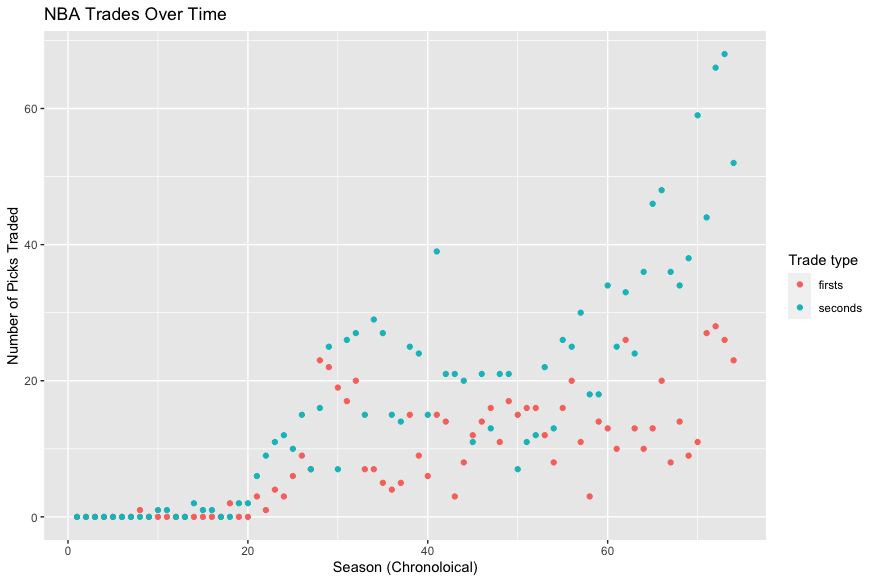 NBA Trades Over Time
Number of Picks Traded
60
40
20
0
0 20 40 60
Season (Chronoloical)
Trade type
firsts
seconds